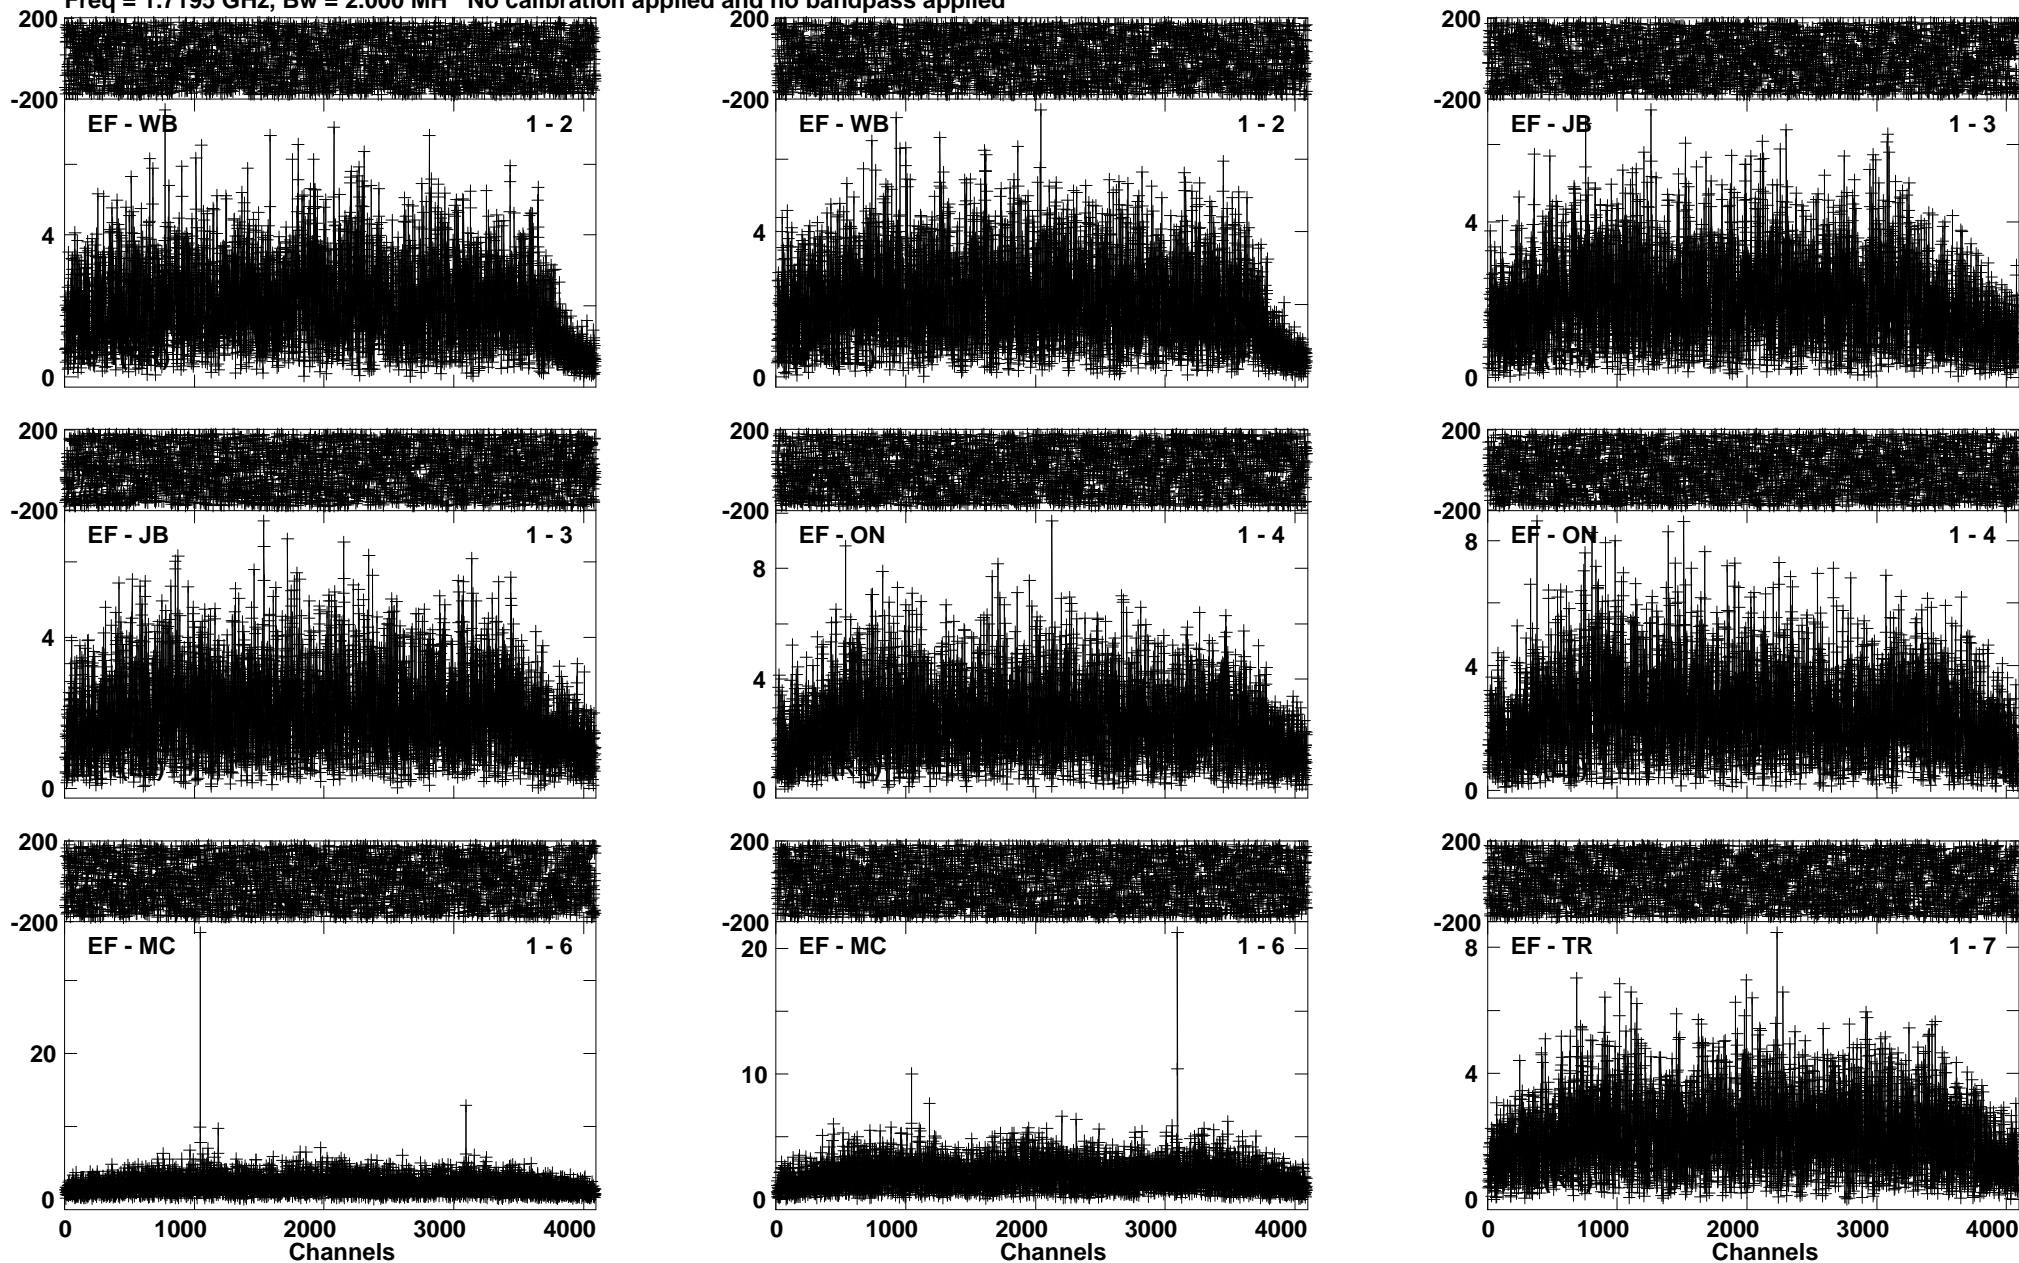 Freq = 1.7195 GHz, Bw = 2.000 MH No calibration applied and no bandpass applied
200 200 200
-200 -200 -200
EF - WB 1 - 2 EF - WB 1 - 2 EF - JB 1 - 3
4 4 4
0 0 0
200 200 200
-200 -200 -200
EF - JB 1 - 3 EF - ON 1 - 4 EF - ON 1 - 4
8 8
4 4 4
0 0 0
200 200 200
-200 -200 -200
EF - MC 1 - 6 EF - MC 1 - 6 EF - TR 1 - 7
20 8
20 10 4
0 0 0
0 1000 2000 3000 4000 0 1000 2000 3000 4000 0 1000 2000 3000 4000
Channels Channels Channels